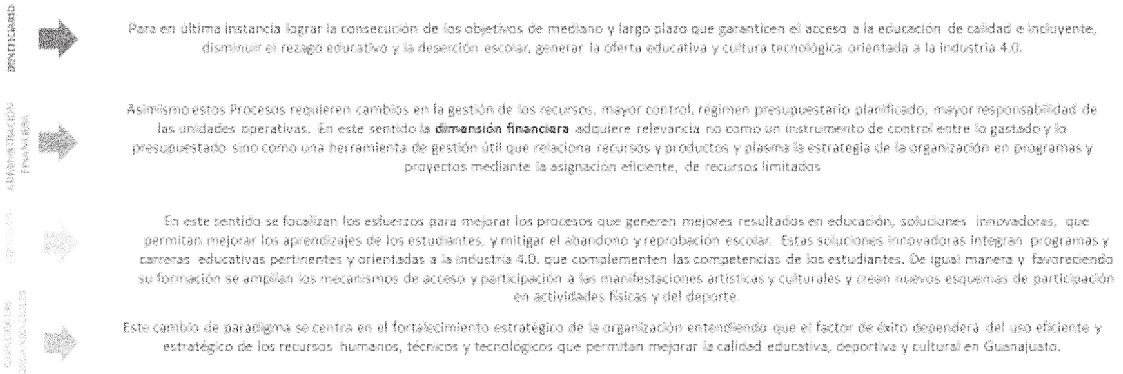 BENEFICIARIO
Para en última instancia lograr la consecución de los objetivos de mediano y largo plazo que garanticen el acceso a la educación de calidad e incluyente,
disminuir el rezago educativo y la deserción escolar, generar la oferta educativa y cultura tecnológica orientada a la industria 4.0.
ADMINISTRACIÓN
FINANCIERA
Asimismo estos Procesos requieren cambios en la gestión de los recursos, mayor control, régimen presupuestario planificado, mayor responsabilidad de
las unidades operativas. En este sentido la dimensión financiera adquiere relevancia no como un instrumento de control entre lo gastado y lo
presupuestado sino como una herramienta de gestión útil que relaciona recursos y productos y plasma la estrategia de la organización en programas y
proyectos mediante la asignación eficiente, de recursos limitados
En este sentido se focalizan los esfuerzos para mejorar los procesos que generen mejores resultados en educación, soluciones innovadoras, que
permitan mejorar los aprendizajes de los estudiantes, y mitigar el abandono y reprobación escolar. Estas soluciones innovadoras integran programas y
carreras educativas pertinentes y orientadas a la industria 4.0. que complementen las competencias de los estudiantes. De igual manera y favoreciendo
su formación se amplían los mecanismos de acceso y participación a las manifestaciones artísticas y culturales y crean nuevos esquemas de participación
en actividades físicas y del deporte.
Este cambio de paradigma se centra en el fortalecimiento estratégico de la organización entendiendo que el factor de éxito dependerá del uso eficiente y
estratégico de los recursos humanos, técnicos y tecnológicos que permitan mejorar la calidad educativa, deportiva y cultural en Guanajuato.